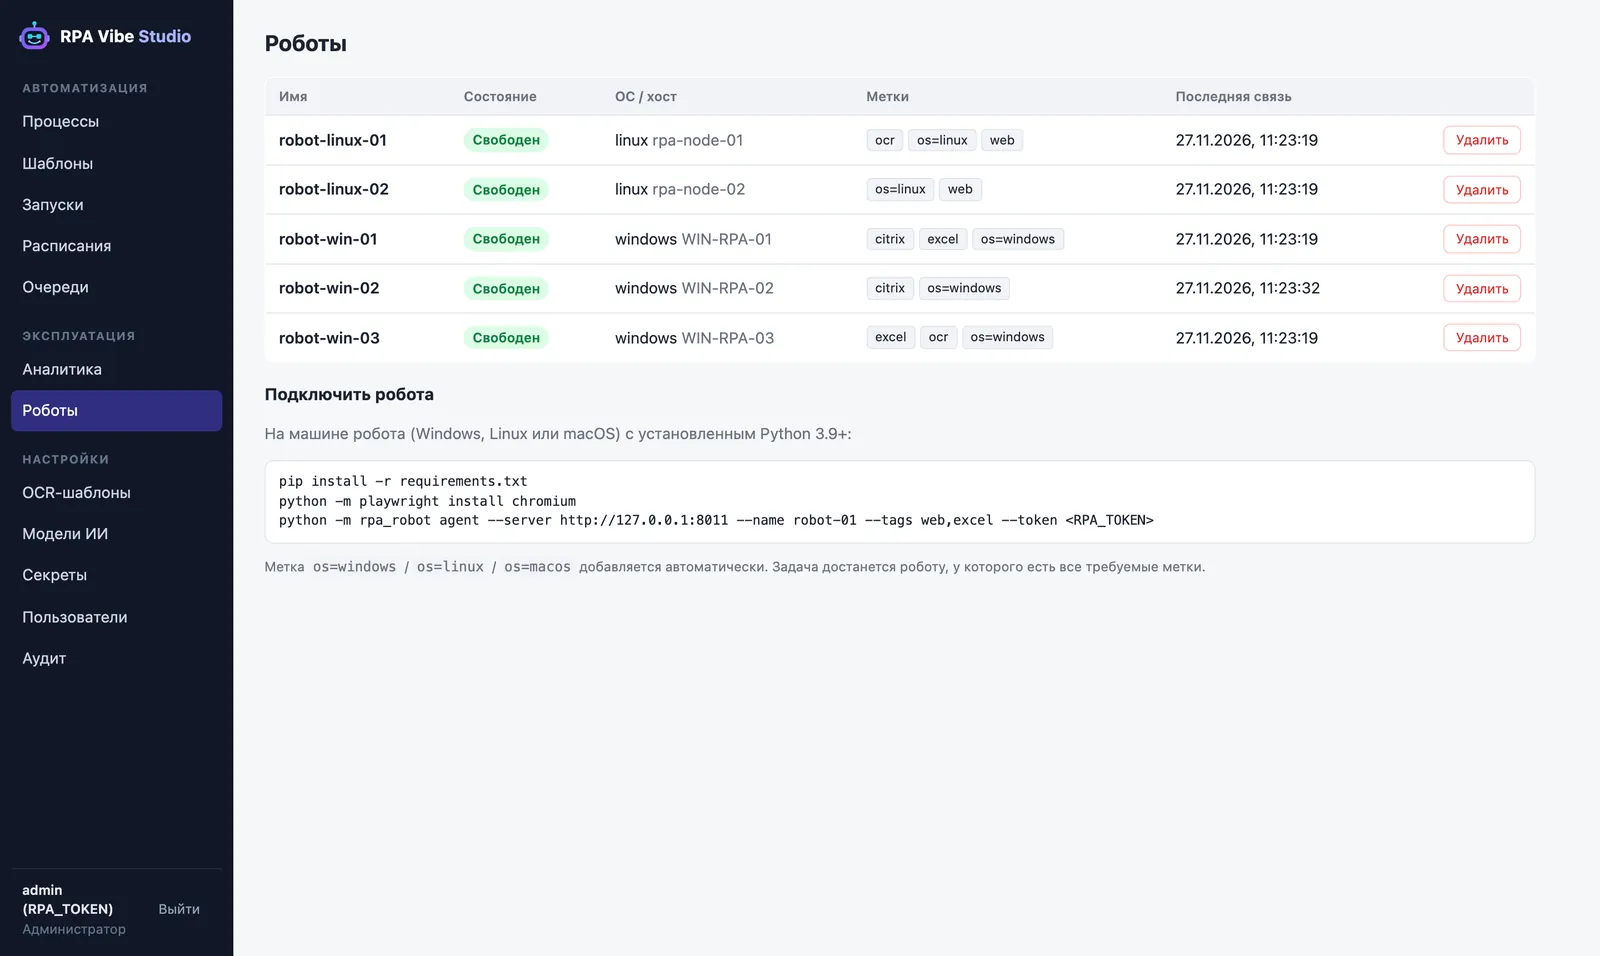 RPA Vibe Studio
АВТОМАТИЗАЦИЯ
Процессы
Шаблоны
Запуски
Расписания
Очереди
ЭКСПЛУАТАЦИЯ
Аналитика
Роботы
НАСТРОЙКИ
OCR-шаблоны
Модели ИИ
Секреты
Пользователи
Аудит
admin
(RPA_TOKEN)
Выйти
Администратор
Роботы
Имя Состояние ОС / хост Метки Последняя связь
robot-linux-01 Свободен linux rpa-node-01 ocr os=linux web 27.11.2026, 11:23:19 Удалить
robot-linux-02 Свободен linux rpa-node-02 os=linux web 27.11.2026, 11:23:19 Удалить
robot-win-01 Свободен windows WIN-RPA-01 citrix excel os=windows 27.11.2026, 11:23:19 Удалить
robot-win-02 Свободен windows WIN-RPA-02 citrix os=windows 27.11.2026, 11:23:32 Удалить
robot-win-03 Свободен windows WIN-RPA-03 excel ocr os=windows 27.11.2026, 11:23:19 Удалить
Подключить робота
На машине робота (Windows, Linux или macOS) с установленным Python 3.9+:
pip install -r requirements.txt
python -m playwright install chromium
python -m rpa_robot agent --server http://127.0.0.1:8011 --name robot-01 --tags web,excel --token <RPA_TOKEN>
Метка os=windows / os=linux / os=macos добавляется автоматически. Задача достанется роботу, у которого есть все требуемые метки.